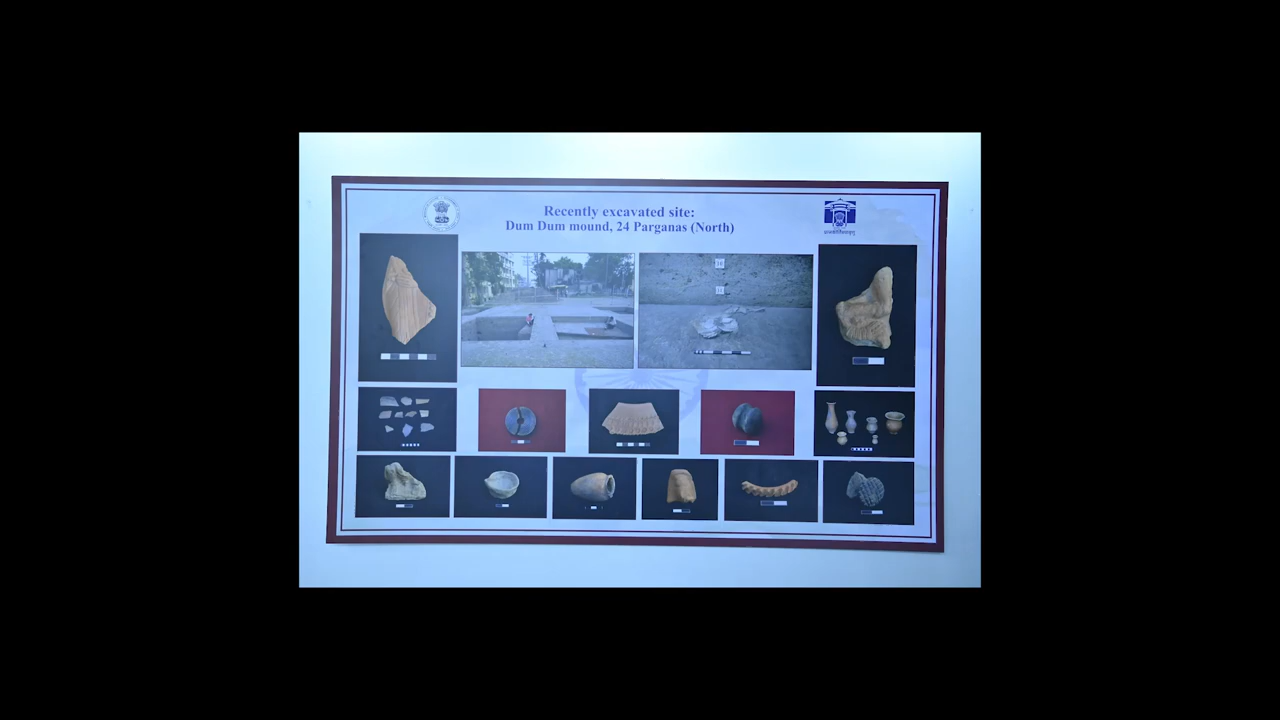 Recently excavated site:
Dum Dum mound, 24 Parganas (North)